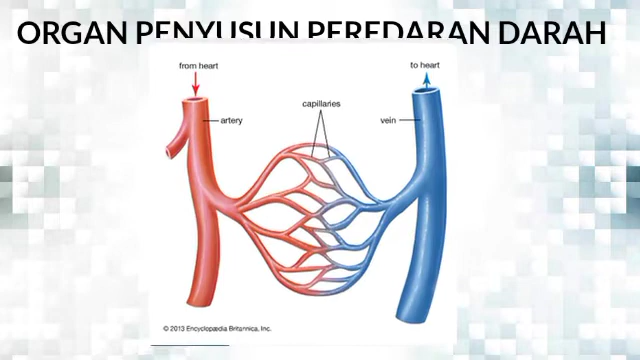 ORGAN PENYUSUN PEREDARAN DARAH
from heart
to heart
capillaries
artery
vein
© 2013 Encyclopædia Britannica, Inc.